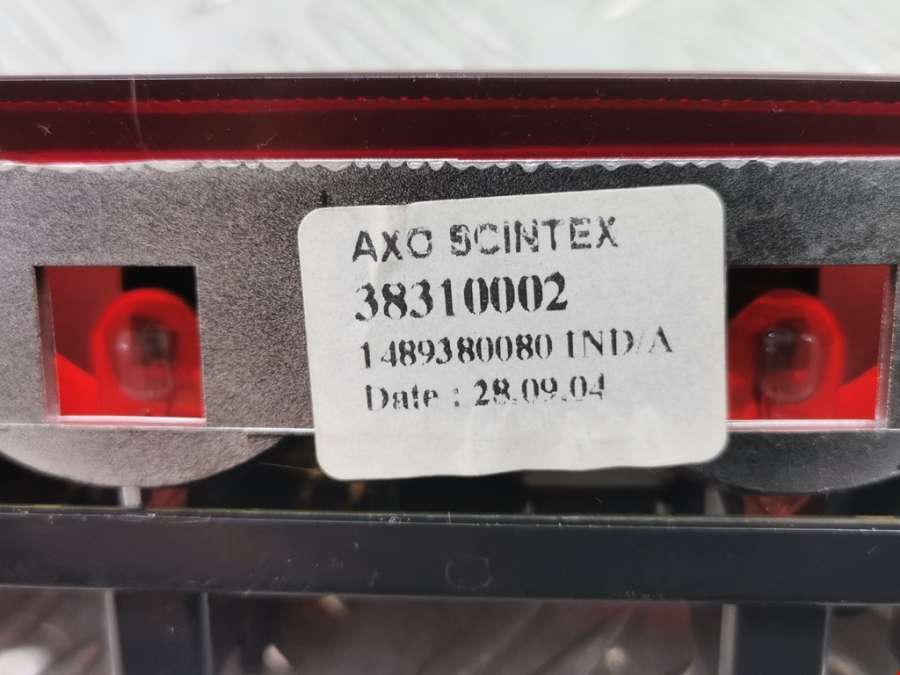 AXO SCINTEX
38310002
1489380080 IND/A
Date : 28.09.04